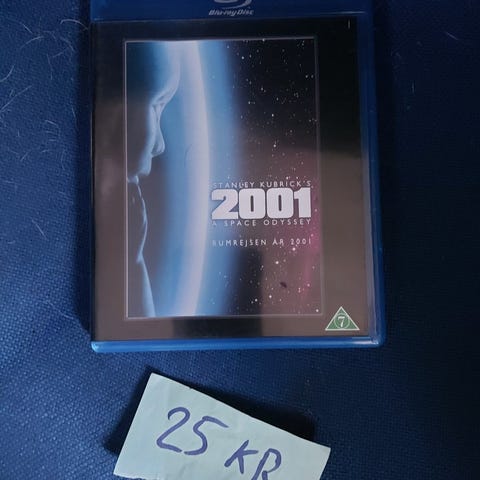 Blu-ray Disc
STANLEY KUBRICK'S
2001
A SPACE ODYSSEY
RUMREJSEN ÅR 2001
7
25 KR